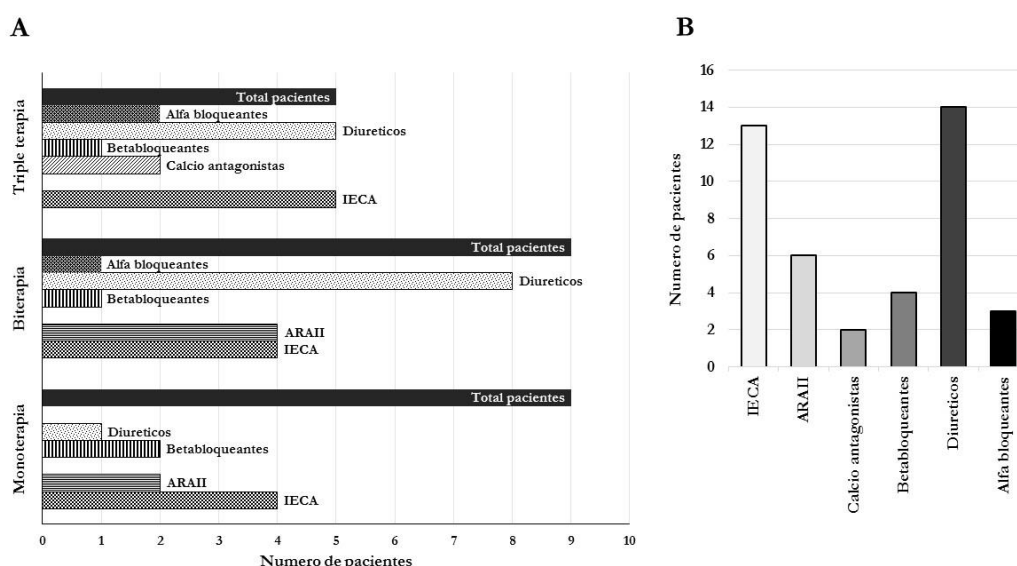 A
Triple terapia
Total pacientes
Alfa bloqueantes
Diureticos
Betabloqueantes
Calcio antagonistas
IECA
Biterapia
Total pacientes
Alfa bloqueantes
Diureticos
Betabloqueantes
ARAII
IECA
Monoterapia
Total pacientes
Diureticos
Betabloqueantes
ARAII
IECA
0 1 2 3 4 5 6 7 8 9 10
Numero de pacientes
B
Numero de pacientes
16
14
12
10
8
6
4
2
0
IECA
ARAII
Calcio antagonistas
Betabloqueantes
Diureticos
Alfa bloqueantes